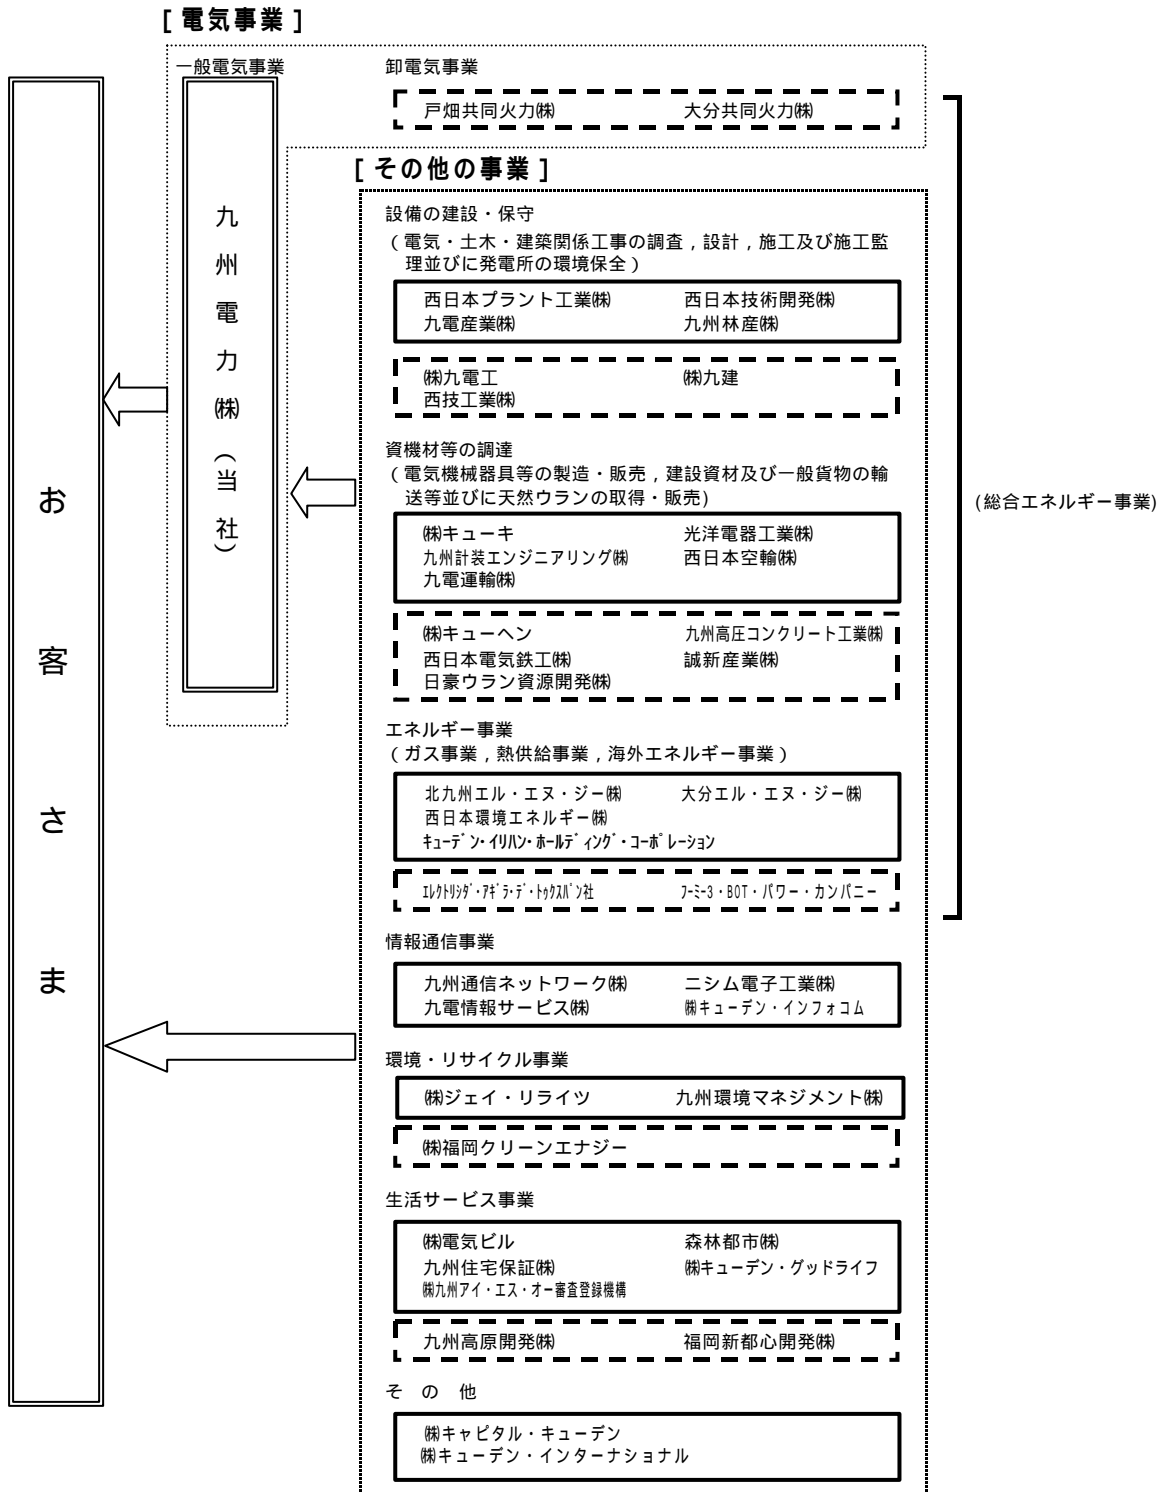 [ 電気事業 ]
一般電気事業
卸電気事業
戸畑共同火力㈱ 大分共同火力㈱
お客さま
九州電力㈱（当社）
[ その他の事業 ]
設備の建設・保守
( 電気・土木・建築関係工事の調査，設計，施工及び施工監
理並びに発電所の環境保全 )
西日本プラント工業㈱ 西日本技術開発㈱
九電産業㈱ 九州林産㈱
㈱九電工 ㈱九建
西技工業㈱
資機材等の調達
( 電気機械器具等の製造・販売，建設資材及び一般貨物の輸
送等並びに天然ウランの取得・販売)
㈱キューキ 光洋電器工業㈱
九州計装エンジニアリング㈱ 西日本空輸㈱
九電運輸㈱
㈱キューヘン 九州高圧コンクリート工業㈱
西日本電気鉄工㈱ 誠新産業㈱
日豪ウラン資源開発㈱
エネルギー事業
( ガス事業，熱供給事業，海外エネルギー事業 )
北九州エル・エヌ・ジー㈱ 大分エル・エヌ・ジー㈱
西日本環境エネルギー㈱
キューデン・イリハン・ホールディング・コーポレーション
エレクトリシダ・アギラ・デ・トゥクスパン社 フーミー3・BOT・パワー・カンパニー
(総合エネルギー事業)
情報通信事業
九州通信ネットワーク㈱ ニシム電子工業㈱
九電情報サービス㈱ ㈱キューデン・インフォコム
環境・リサイクル事業
㈱ジェイ・リライツ 九州環境マネジメント㈱
㈱福岡クリーンエナジー
生活サービス事業
㈱電気ビル 森林都市㈱
九州住宅保証㈱ ㈱キューデン・グッドライフ
㈱九州アイ・エス・オー審査登録機構
九州高原開発㈱ 福岡新都心開発㈱
そ の 他
㈱キャピタル・キューデン
㈱キューデン・インターナショナル